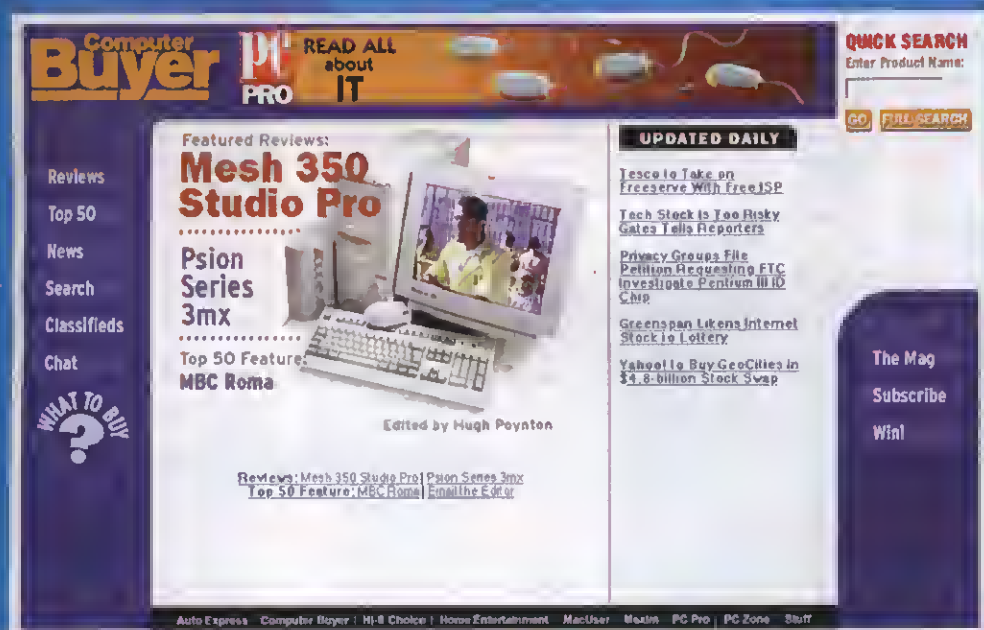 Computer
Buyer
PC
PRO
READ ALL
about
IT
QUICK SEARCH
Enter Product Name:
GO
FULL SEARCH
Reviews
Top 50
News
Search
Classifieds
Chat
WHAT TO BUY
?
Featured Reviews:
Mesh 350
Studio Pro
Psion
Series
3mx
Top 50 Feature:
MBC Roma
Edited by Hugh Poynton
Reviews: Mesh 350 Studio Pro | Psion Series 3mx
Top 50 Feature: MBC Roma | Email the Editor
UPDATED DAILY
Tesco to Take on
Freeserve With Free ISP
Tech Stock Is Too Risky
Gates Tells Reporters
Privacy Groups File
Petition Requesting FTC
Investigate Pentium III ID
Chip
Greenspan Likens Internet
Stock to Lottery
Yahoo! to Buy GeoCities in
$4.8-billion Stock Swap
The Mag
Subscribe
Win!
Auto Express | Computer Buyer | Hi-fi Choice | Home Entertainment | MacUser | Maxim | PC Pro | PC Zone | Stuff